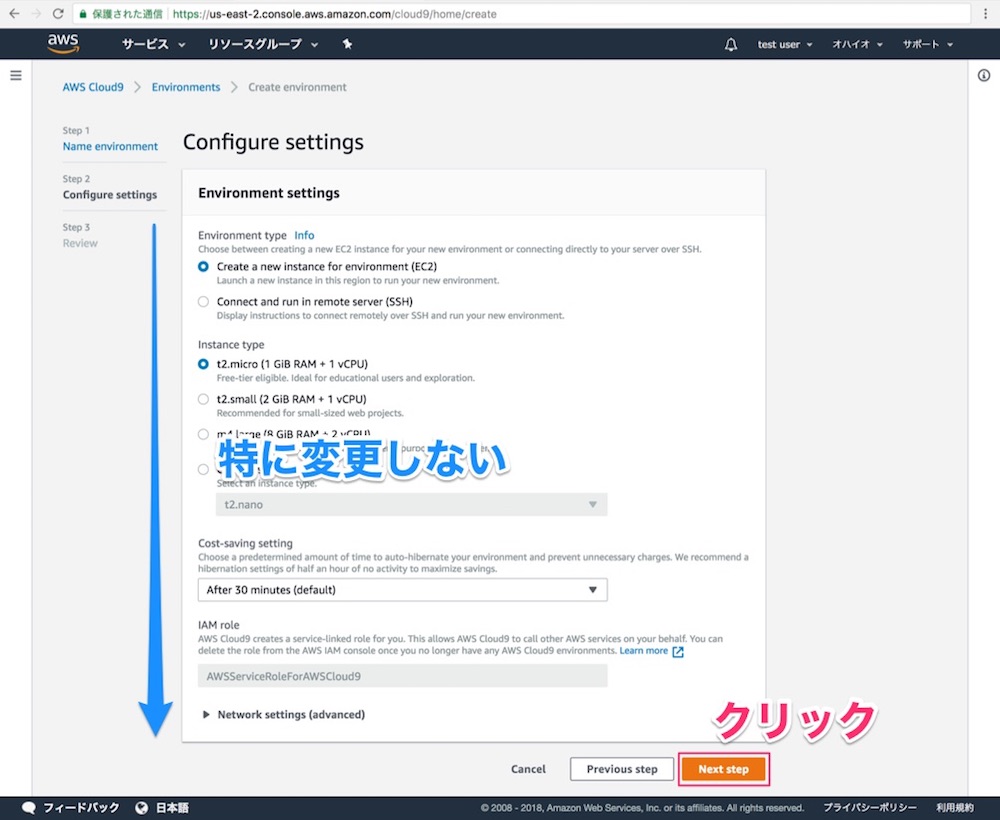 保護された通信 https://us-east-2.console.aws.amazon.com/cloud9/home/create
aws サービス リソースグループ test user オハイオ サポート
AWS Cloud9 Environments Create environment
Step 1
Name environment
Step 2
Configure settings
Step 3
Review
Configure settings
Environment settings
Environment type Info
Choose between creating a new EC2 instance for your new environment or connecting directly to your server over SSH.
Create a new instance for environment (EC2)
Launch a new instance in this region to run your new environment.
Connect and run in remote server (SSH)
Display instructions to connect remotely over SSH and run your new environment.
Instance type
t2.micro (1 GiB RAM + 1 vCPU)
Free-tier eligible. Ideal for educational users and exploration.
t2.small (2 GiB RAM + 1 vCPU)
Recommended for small-sized web projects.
m4.large (8 GiB RAM + 2 vCPU)
特に変更しない
Select an instance type.
t2.nano
Cost-saving setting
Choose a predetermined amount of time to auto-hibernate your environment and prevent unnecessary charges. We recommend a
hibernation settings of half an hour of no activity to maximize savings.
After 30 minutes (default)
IAM role
AWS Cloud9 creates a service-linked role for you. This allows AWS Cloud9 to call other AWS services on your behalf. You can
delete the role from the AWS IAM console once you no longer have any AWS Cloud9 environments. Learn more
AWSServiceRoleForAWSCloud9
Network settings (advanced)
クリック
Cancel Previous step Next step
フィードバック 日本語 © 2008 - 2018, Amazon Web Services, Inc. or its affiliates. All rights reserved. プライバシーポリシー 利用規約